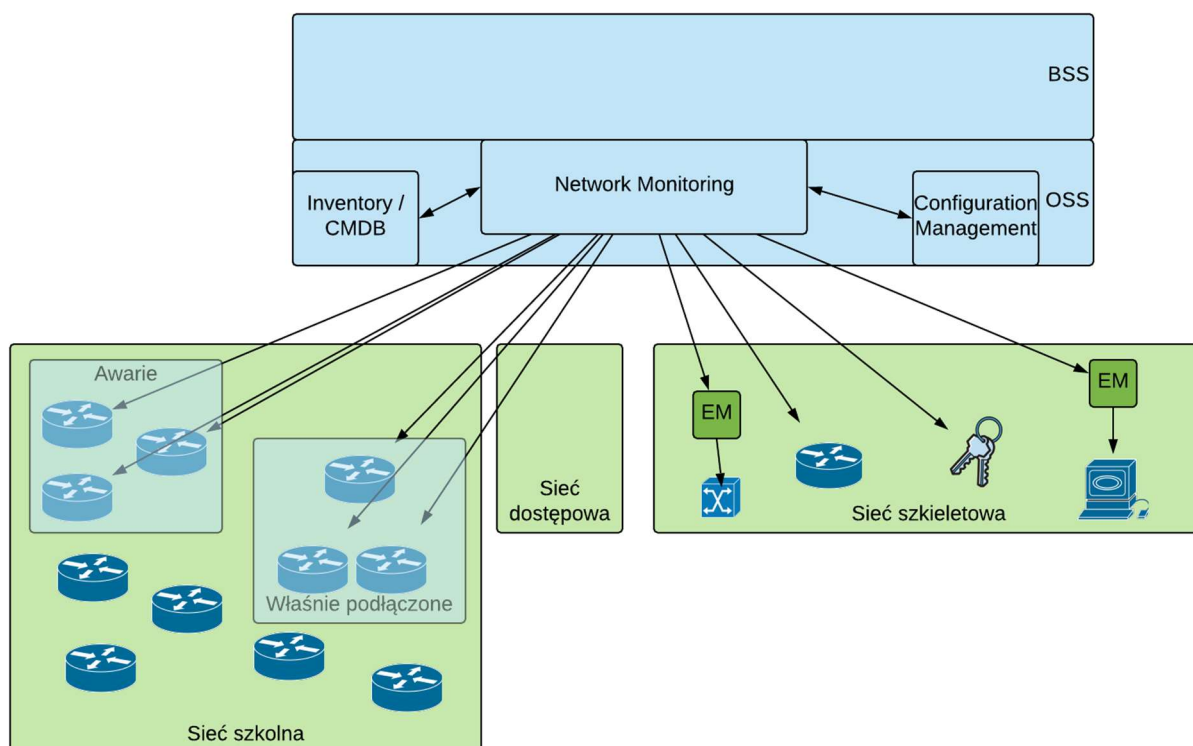 BSS
Network Monitoring
Inventory /
CMDB
Configuration
Management
OSS
Awarie
EM
EM
Sieć
dostępowa
Sieć szkieletowa
Właśnie podłączone
Sieć szkolna